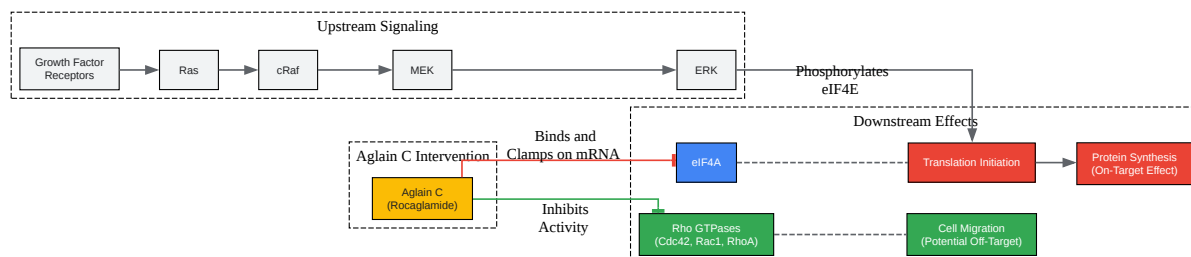 Upstream Signaling
Growth Factor
Receptors
Ras
cRaf
MEK
ERK
Phosphorylates
eIF4E
Downstream Effects
Aglain C Intervention
Binds and
Clamps on mRNA
eIF4A
Translation Initiation
Protein Synthesis
(On-Target Effect)
Aglain C
(Rocaglamide)
Inhibits
Activity
Rho GTPases
(Cdc42, Rac1, RhoA)
Cell Migration
(Potential Off-Target)